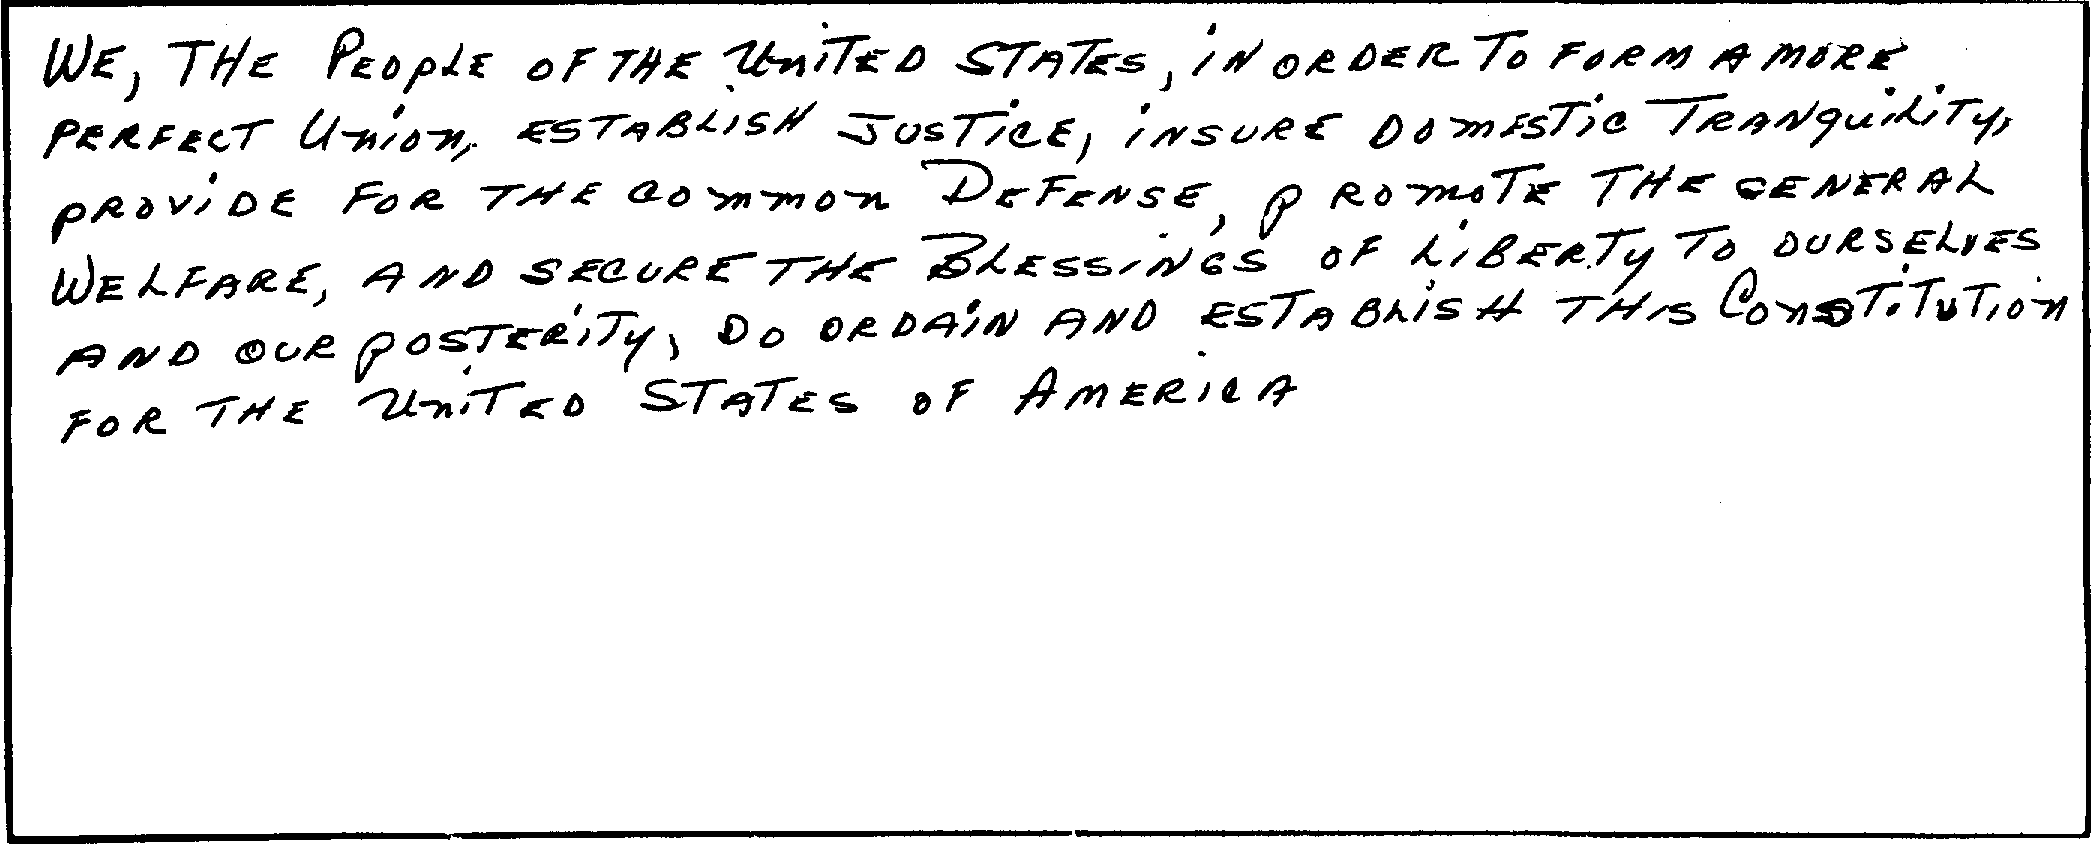 WE, THE PEOPLE OF THE UNITED STATES, IN ORDER TO FORM A MORE
PERFECT UNION, ESTABLISH JUSTICE, INSURE DOMESTIC TRANQUILITY,
PROVIDE FOR THE COMMON DEFENSE, PROMOTE THE GENERAL
WELFARE, AND SECURE THE BLESSINGS OF LIBERTY TO OURSELVES
AND OUR POSTERITY, DO ORDAIN AND ESTABLISH THIS CONSTITUTION
FOR THE UNITED STATES OF AMERICA